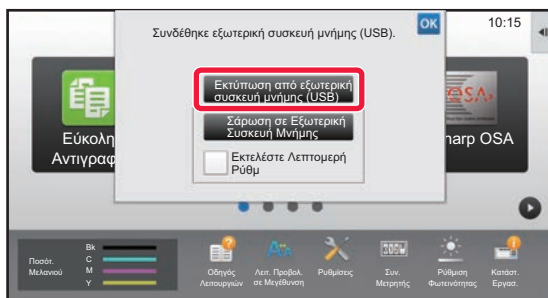 Συνδέθηκε εξωτερική συσκευή μνήμης (USB).
OK
10:15
Εκτύπωση από εξωτερική
συσκευή μνήμης (USB)
Σάρωση σε Εξωτερική
Συσκευή Μνήμης
Εκτελέστε Λεπτομερή
Ρύθμ
Εύκολη
Αντιγραφ
OSA
harp OSA
Ποσότ.
Μελανιού
Bk
C
M
Y
Οδηγός
Λειτουργιών
Λειτ. Προβολ.
σε Μεγέθυνση
Ρυθμίσεις
Συν.
Μετρητής
Ρύθμιση
Φωτεινότητας
Κατάστ.
Εργασ.